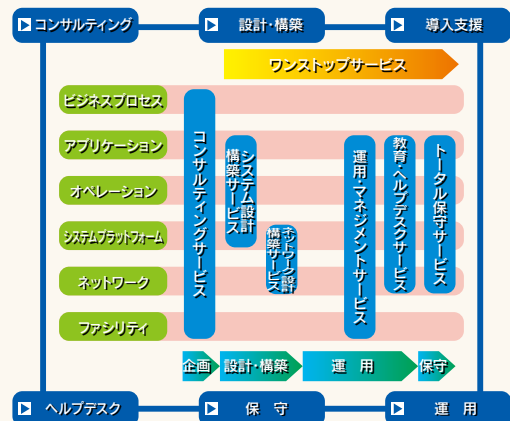 コンサルティング
設計・構築
導入支援
ワンストップサービス
ビジネスプロセス
アプリケーション
オペレーション
システムプラットフォーム
ネットワーク
ファシリティ
コンサルティングサービス
システム設計
構築サービス
ネットワーク設計
構築サービス
運用・マネジメントサービス
教育・ヘルプデスクサービス
トータル保守サービス
企画
設計・構築
運 用
保守
ヘルプデスク
保 守
運 用